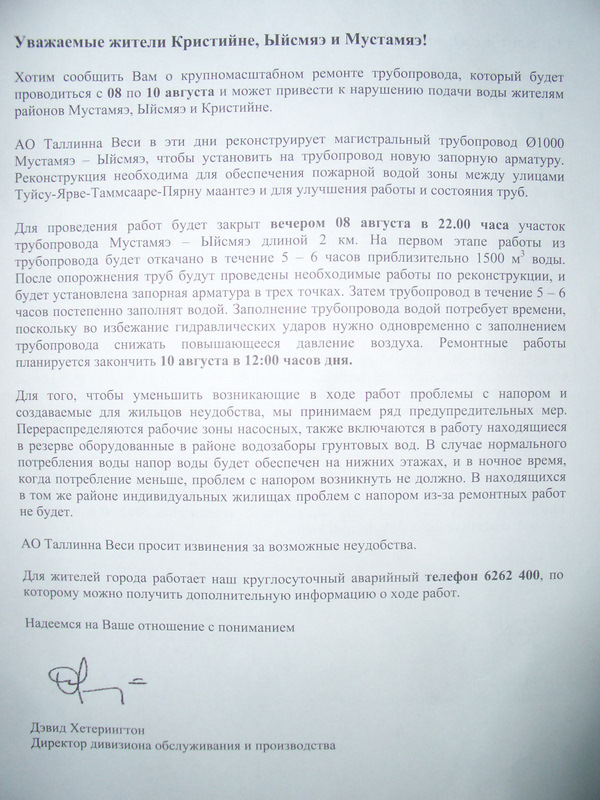 Уважаемые жители Кристийне, Ыйсмяэ и Мустамяэ!
Хотим сообщить Вам о крупномасштабном ремонте трубопровода, который будет
проводиться с 08 по 10 августа и может привести к нарушению подачи воды жителям
районов Мустамяэ, Ыйсмяэ и Кристийне.
АО Таллинна Веси в эти дни реконструирует магистральный трубопровод Ø1000
Мустамяэ – Ыйсмяэ, чтобы установить на трубопровод новую запорную арматуру.
Реконструкция необходима для обеспечения пожарной водой зоны между улицами
Туйсу-Ярве-Таммсааре-Пярну маантеэ и для улучшения работы и состояния труб.
Для проведения работ будет закрыт вечером 08 августа в 22.00 часа участок
трубопровода Мустамяэ – Ыйсмяэ длиной 2 км. На первом этапе работы из
трубопровода будет откачано в течение 5 – 6 часов приблизительно 1500 м³ воды.
После опорожнения труб будут проведены необходимые работы по реконструкции, и
будет установлена запорная арматура в трех точках. Затем трубопровод в течение 5 – 6
часов постепенно заполнят водой. Заполнение трубопровода водой потребует времени,
поскольку во избежание гидравлических ударов нужно одновременно с заполнением
трубопровода снижать повышающееся давление воздуха. Ремонтные работы
планируется закончить 10 августа в 12:00 часов дня.
Для того, чтобы уменьшить возникающие в ходе работ проблемы с напором и
создаваемые для жильцов неудобства, мы принимаем ряд предупредительных мер.
Перераспределяются рабочие зоны насосных, также включаются в работу находящиеся
в резерве оборудованные в районе водозаборы грунтовых вод. В случае нормального
потребления воды напор воды будет обеспечен на нижних этажах, и в ночное время,
когда потребление меньше, проблем с напором возникнуть не должно. В находящихся
в том же районе индивидуальных жилищах проблем с напором из-за ремонтных работ
не будет.
АО Таллинна Веси просит извинения за возможные неудобства.
Для жителей города работает наш круглосуточный аварийный телефон 6262 400, по
которому можно получить дополнительную информацию о ходе работ.
Надеемся на Ваше отношение с пониманием
Дэвид Хетерингтон
Директор дивизиона обслуживания и производства